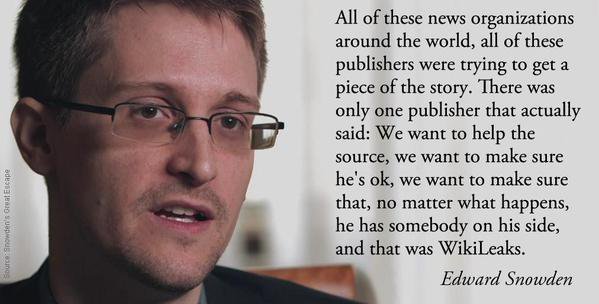 All of these news organizations
around the world, all of these
publishers were trying to get a
piece of the story. There was
only one publisher that actually
said: We want to help the
source, we want to make sure
he's ok, we want to make sure
that, no matter what happens,
he has somebody on his side,
and that was WikiLeaks.
Edward Snowden
Source: Snowden's Great Escape